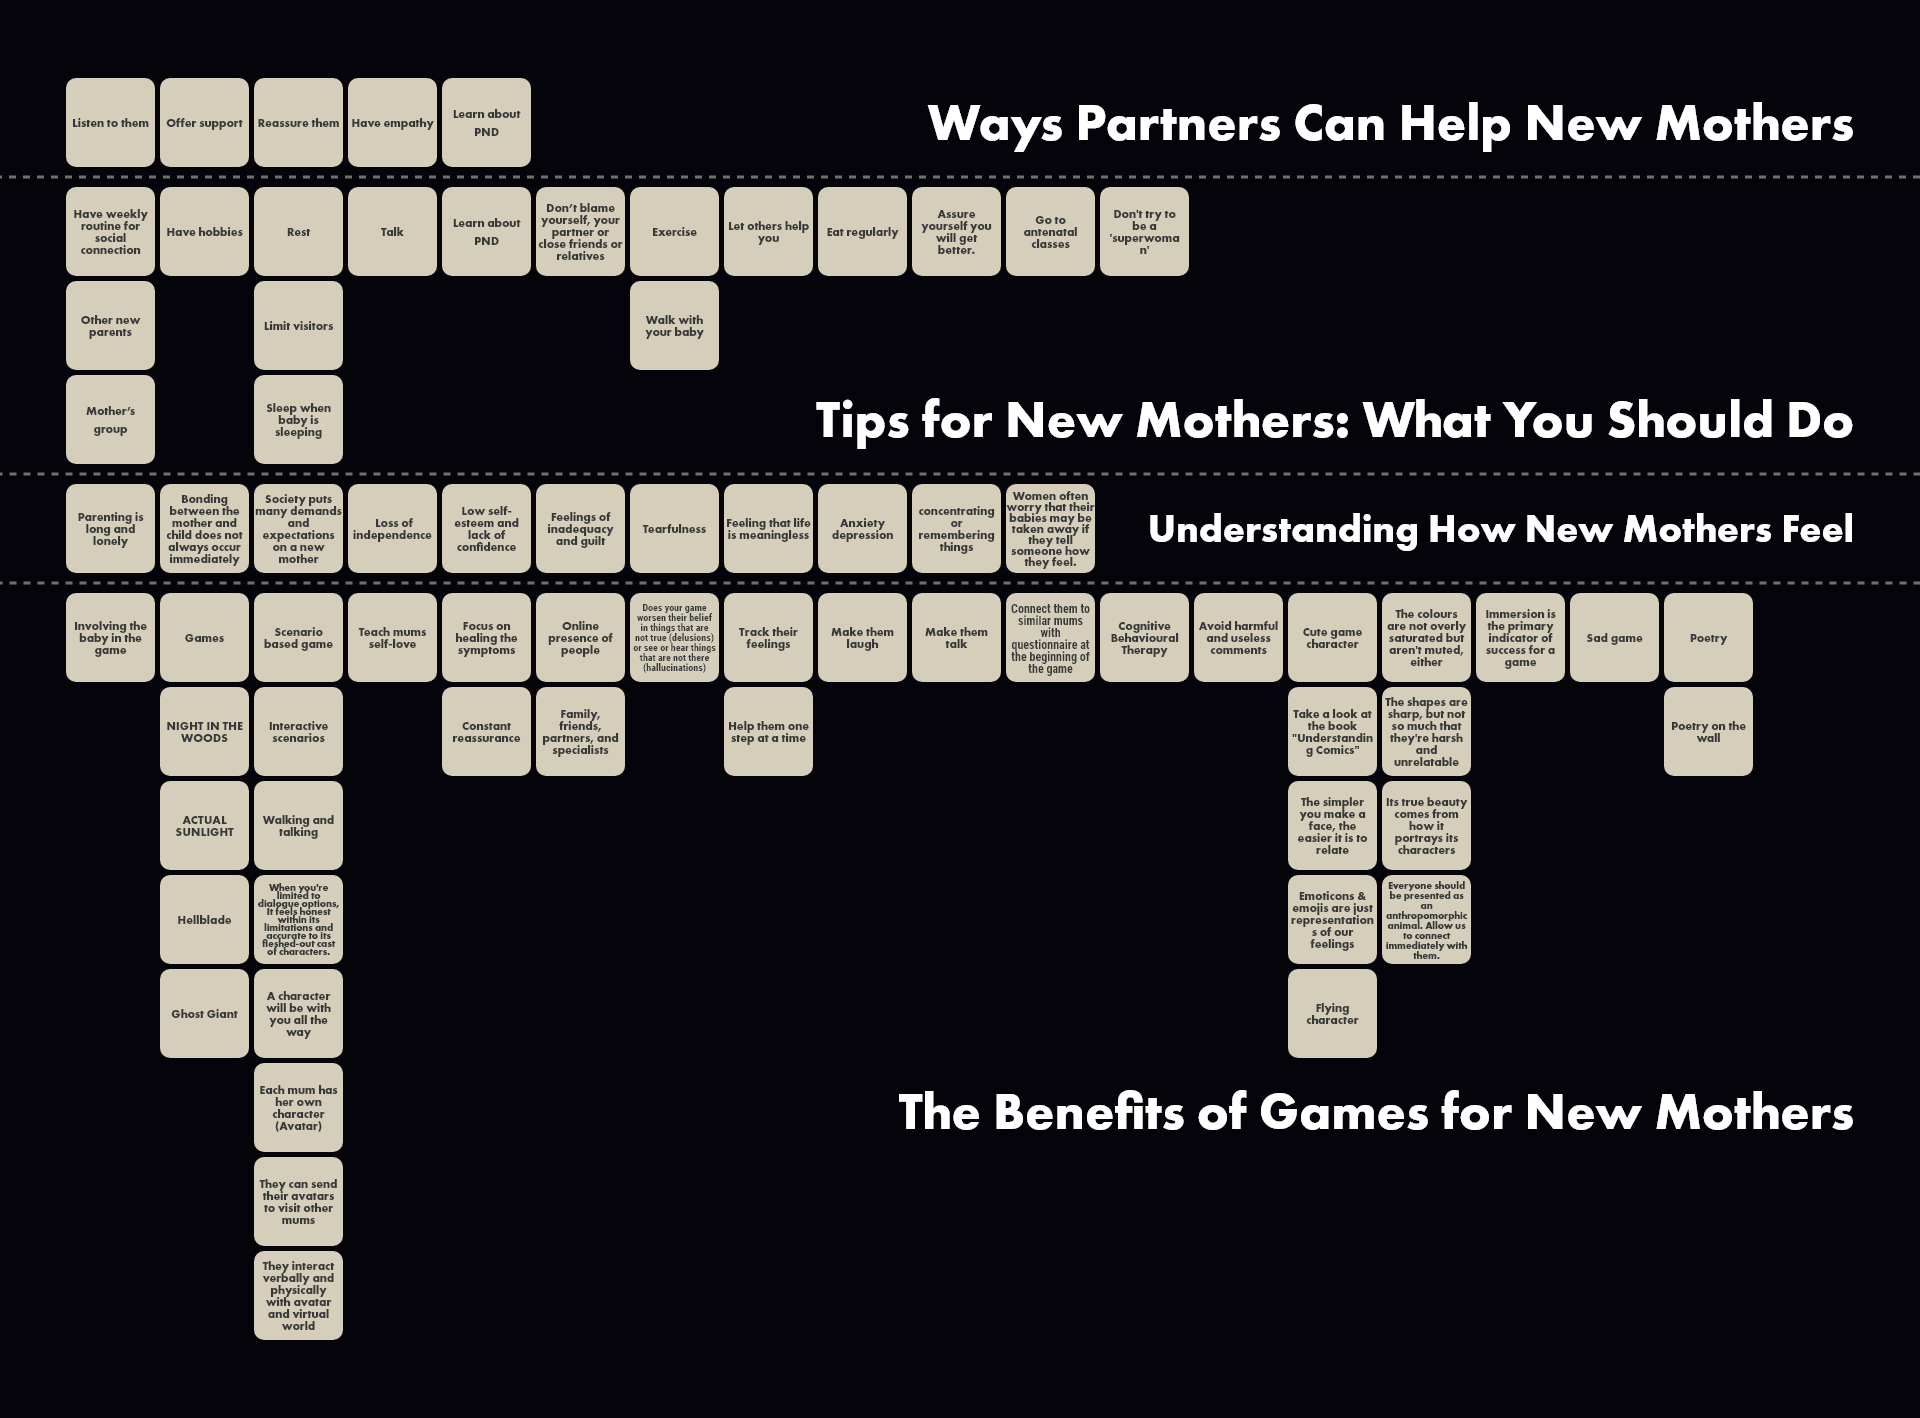 Listen to them
Offer support
Reassure them
Have empathy
Learn about
PND
Ways Partners Can Help New Mothers
Have weekly
routine for
social
connection
Have hobbies
Rest
Talk
Learn about
PND
Don't blame
yourself, your
partner or
close friends or
relatives
Exercise
Let others help
you
Eat regularly
Assure
yourself you
will get
better.
Go to
antenatal
classes
Don't try to
be a
'superwoma
n'
Other new
parents
Limit visitors
Walk with
your baby
Mother's
group
Sleep when
baby is
sleeping
Tips for New Mothers: What You Should Do
Parenting is
long and
lonely
Bonding
between the
mother and
child does not
always occur
immediately
Society puts
many demands
and
expectations
on a new
mother
Loss of
independence
Low self-
esteem and
lack of
confidence
Feelings of
inadequacy
and guilt
Tearfulness
Feeling that life
is meaningless
Anxiety
depression
concentrating
or
remembering
things
Women often
worry that their
babies may be
taken away if
they tell
someone how
they feel.
Understanding How New Mothers Feel
Involving the
baby in the
game
Games
Scenario
based game
Teach mums
self-love
Focus on
healing the
symptoms
Online
presence of
people
Does your game
worsen their belief
in things that are
not true (delusions)
or see or hear things
that are not there
(hallucinations)
Track their
feelings
Make them
laugh
Make them
talk
Connect them to
similar mums
with
questionnaire at
the beginning of
the game
Cognitive
Behavioural
Therapy
Avoid harmful
and useless
comments
Cute game
character
The colours
are not overly
saturated but
aren't muted,
either
Immersion is
the primary
indicator of
success for a
game
Sad game
Poetry
NIGHT IN THE
WOODS
Interactive
scenarios
Constant
reassurance
Family,
friends,
partners, and
specialists
Help them one
step at a time
Take a look at
the book
"Understandin
g Comics"
The shapes are
sharp, but not
so much that
they're harsh
and
unrelatable
Poetry on the
wall
ACTUAL
SUNLIGHT
Walking and
talking
The simpler
you make a
face, the
easier it is to
relate
Its true beauty
comes from
how it
portrays its
characters
Hellblade
When you're
limited to
dialogue options,
It feels honest
within its
limitations and
accurate to its
fleshed-out cast
of characters.
Emoticons &
emojis are just
representation
s of our
feelings
Everyone should
be presented as
an
anthropomorphic
animal. Allow us
to connect
immediately with
them.
Ghost Giant
A character
will be with
you all the
way
Flying
character
Each mum has
her own
character
(Avatar)
The Benefits of Games for New Mothers
They can send
their avatars
to visit other
mums
They interact
verbally and
physically
with avatar
and virtual
world